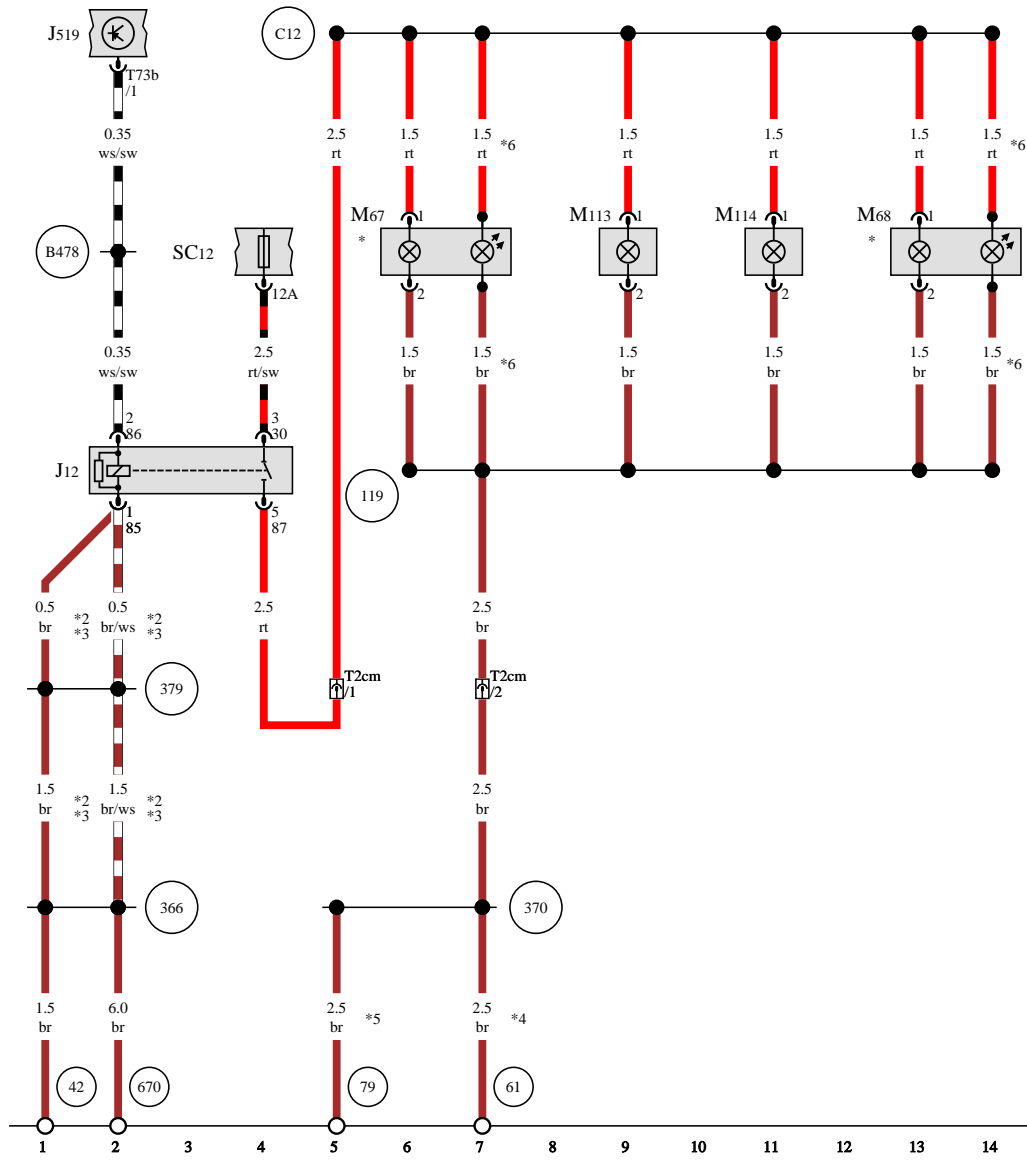 J519
T73b
/1
C12
0.35
ws/sw
2.5
rt
1.5
rt
1.5
rt
*6
1.5
rt
1.5
rt
1.5
rt
1.5
rt
*6
B478
SC12
12A
M67
*
1
2
M113
1
2
M114
1
2
M68
*
1
2
0.35
ws/sw
2.5
rt/sw
1.5
br
1.5
br
*6
1.5
br
1.5
br
1.5
br
1.5
br
*6
2
86
3
30
J12
1
85
5
87
119
0.5
br
*2
*3
0.5
br/ws
*2
*3
2.5
rt
2.5
br
379
T2cm
/1
T2cm
/2
1.5
br
*2
*3
1.5
br/ws
*2
*3
2.5
br
366
370
1.5
br
6.0
br
2.5
br
*5
2.5
br
*4
42
670
79
61
1 2 3 4 5 6 7 8 9 10 11 12 13 14